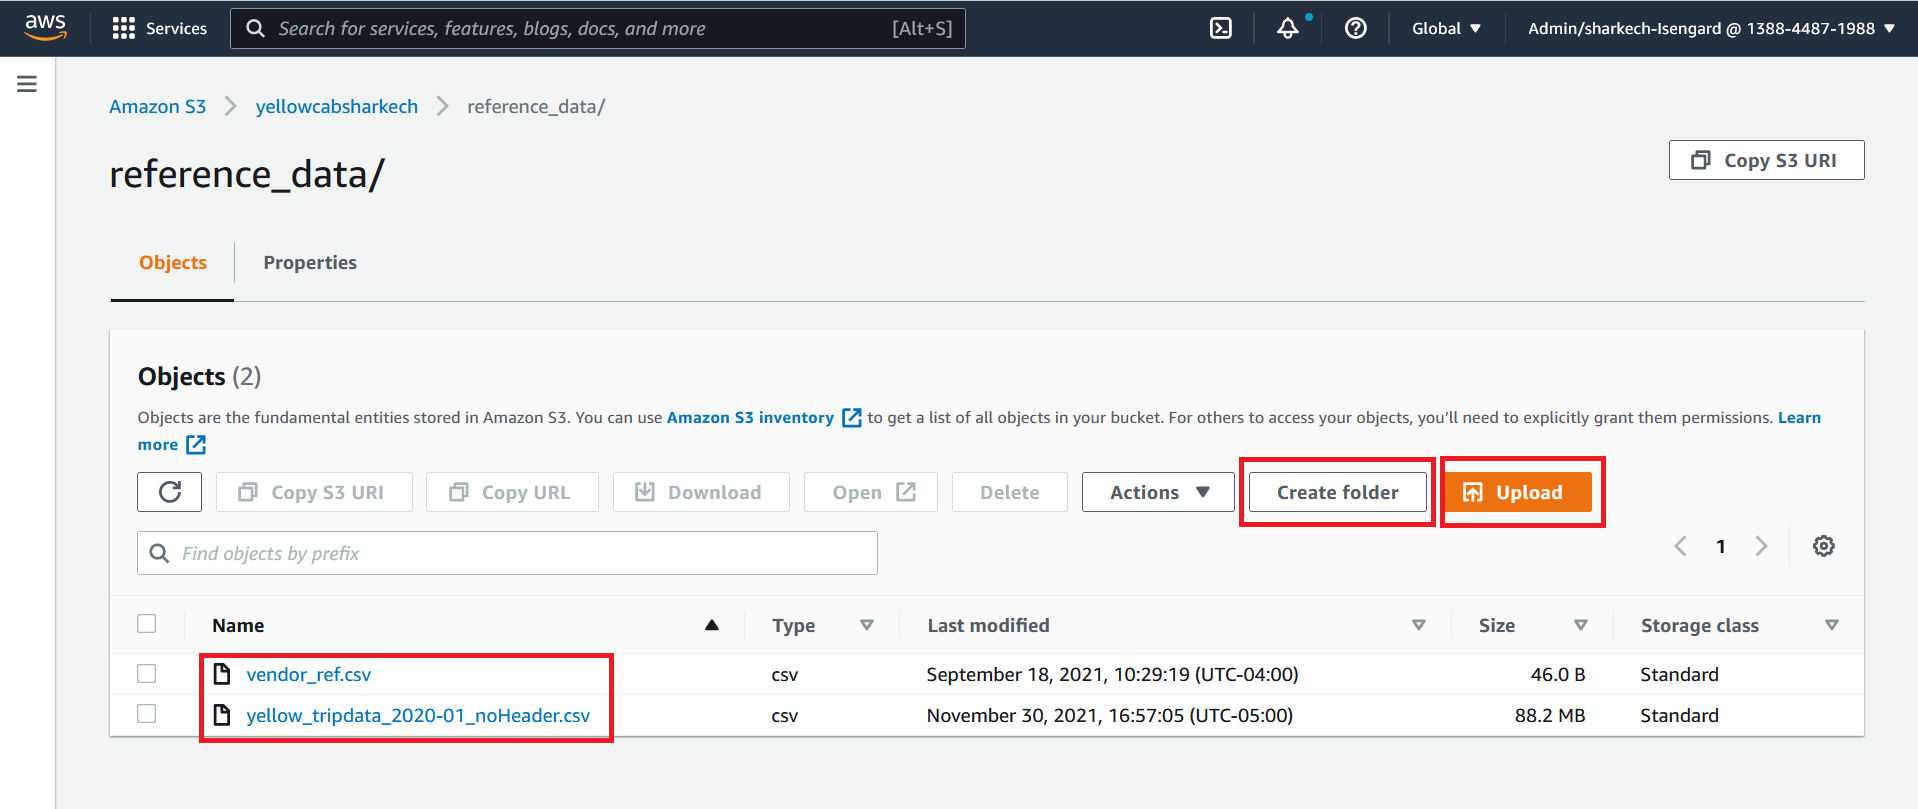 aws Services Search for services, features, blogs, docs, and more [Alt+S] Global Admin/sharkech-Isengard @ 1388-4487-1988
Amazon S3 yellowcabsharkech reference_data/
reference_data/
Copy S3 URI
Objects Properties
Objects (2)
Objects are the fundamental entities stored in Amazon S3. You can use Amazon S3 inventory to get a list of all objects in your bucket. For others to access your objects, you’ll need to explicitly grant them permissions. Learn
more
Copy S3 URI Copy URL Download Open Delete Actions Create folder Upload
Find objects by prefix
1
Name Type Last modified Size Storage class
vendor_ref.csv csv September 18, 2021, 10:29:19 (UTC-04:00) 46.0 B Standard
yellow_tripdata_2020-01_noHeader.csv csv November 30, 2021, 16:57:05 (UTC-05:00) 88.2 MB Standard